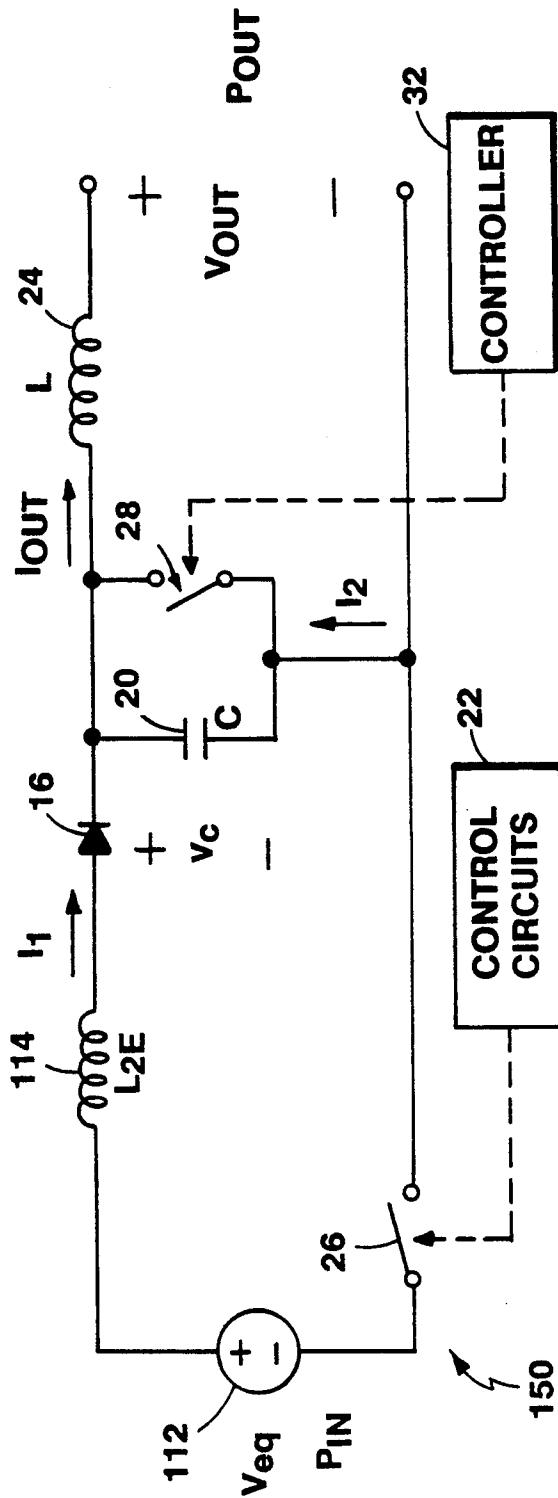 114
L2E
I1
16
+
VC
−
20
C
28
IOUT
L
24
+
VOUT
−
POUT
112
+
−
Veq
PIN
26
I2
22
CONTROL
CIRCUITS
32
CONTROLLER
150